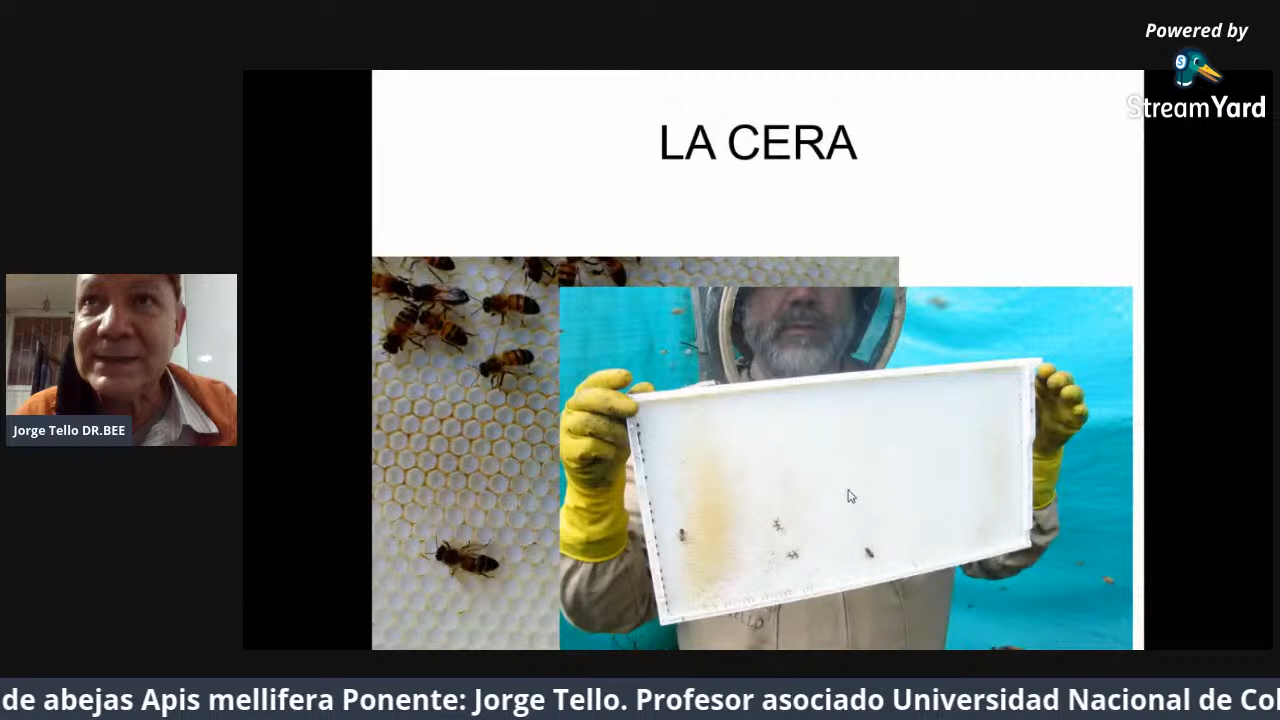 Powered by
StreamYard
LA CERA
Jorge Tello DR.BEE
de abejas Apis mellifera Ponente: Jorge Tello. Profesor asociado Universidad Nacional de Co